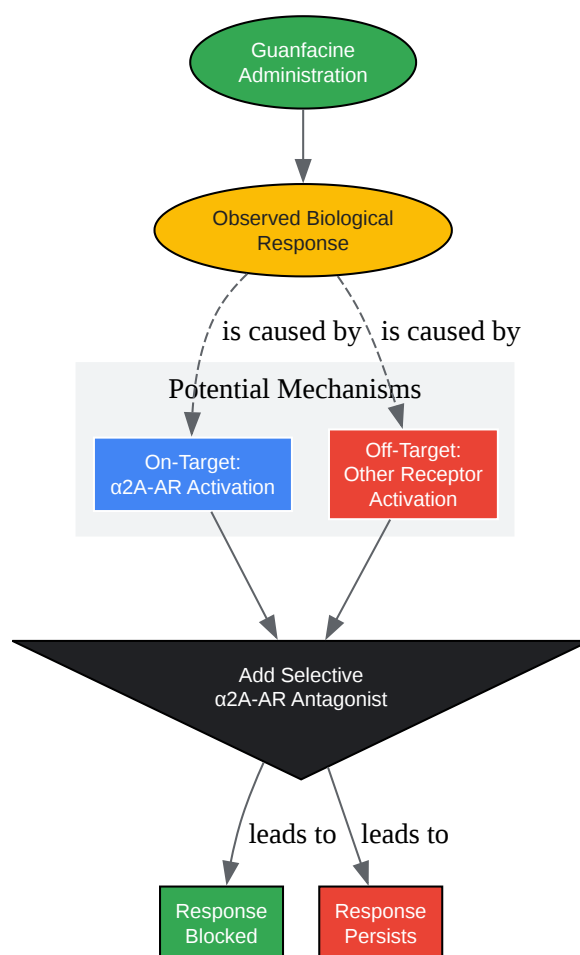 Guanfacine
Administration
Observed Biological
Response
is caused by
is caused by
Potential Mechanisms
On-Target:
α2A-AR Activation
Off-Target:
Other Receptor
Activation
Add Selective
α2A-AR Antagonist
leads to
leads to
Response
Blocked
Response
Persists